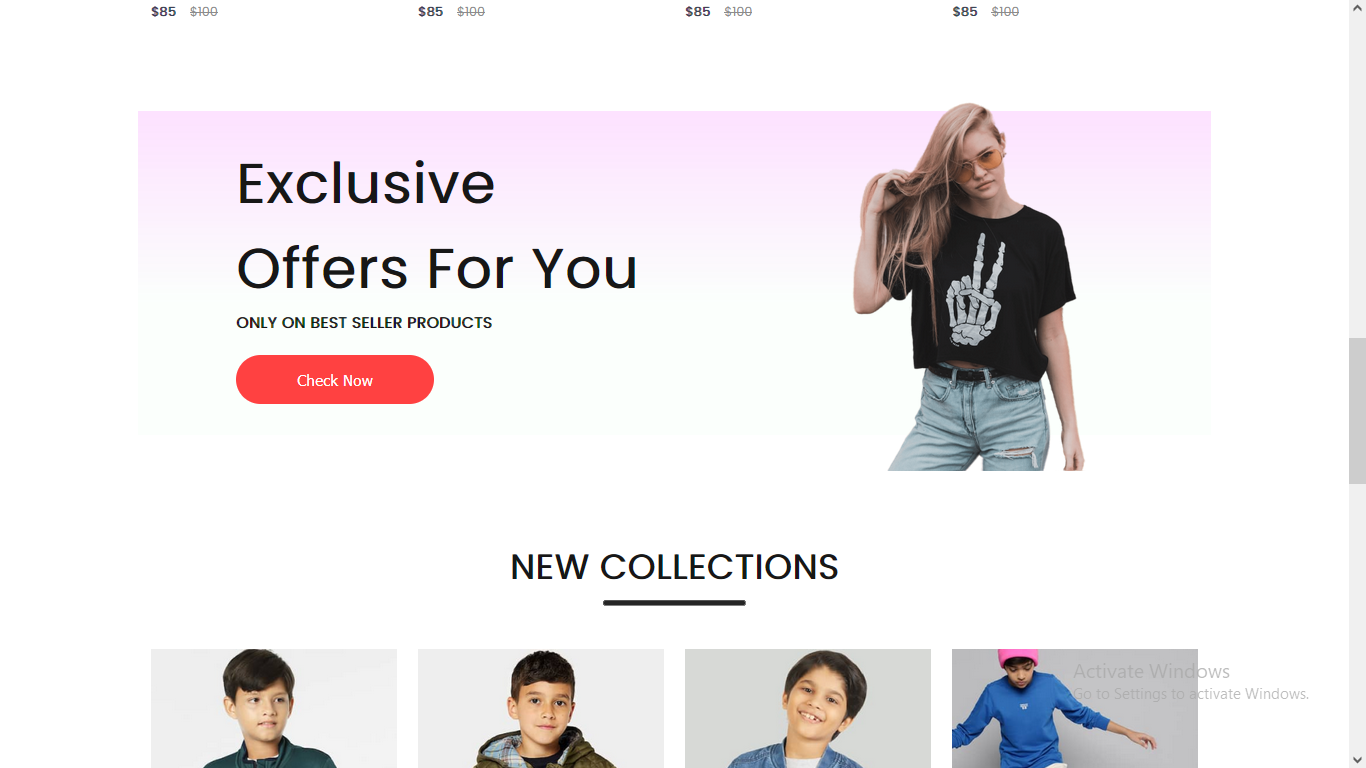 $85 $100 $85 $100 $85 $100 $85 $100
Exclusive
Offers For You
ONLY ON BEST SELLER PRODUCTS
Check Now
NEW COLLECTIONS
Activate Windows
Go to Settings to activate Windows.